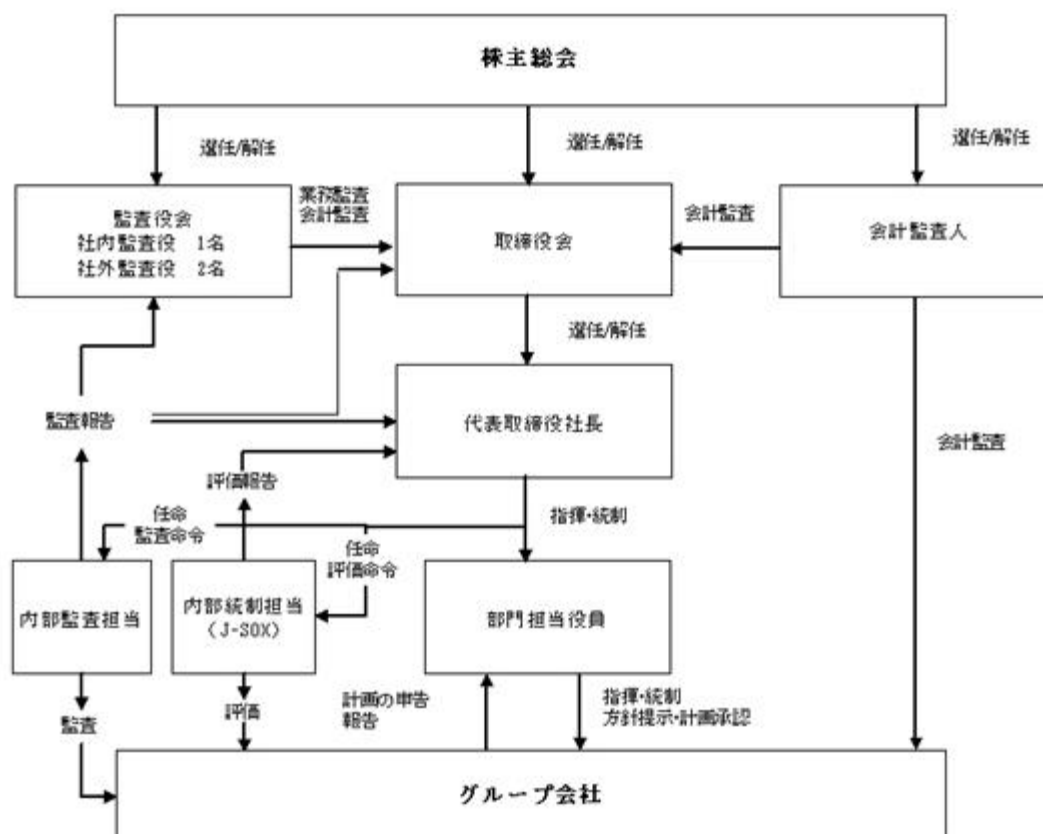 株主総会
選任/解任
選任/解任
選任/解任
監査役会
社内監査役 1名
社外監査役 2名
業務監査
会計監査
取締役会
会計監査
会計監査人
選任/解任
監査報告
代表取締役社長
会計監査
評価報告
任命
監査命令
指揮・統制
任命
評価命令
内部監査担当
内部統制担当
(J-SOX)
部門担当役員
監査
評価
計画の申告
報告
指揮・統制
方針提示・計画承認
グループ会社